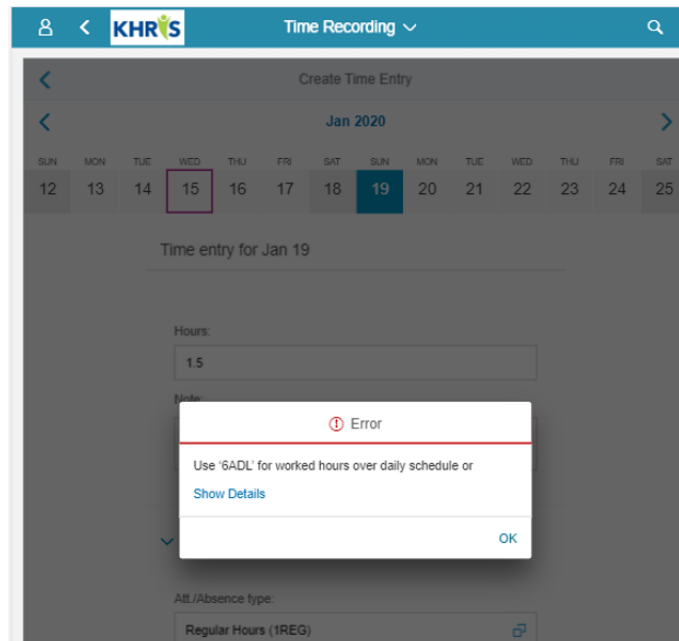 KHRIS
Time Recording
Create Time Entry
Jan 2020
SUN MON TUE WED THU FRI SAT SUN MON TUE WED THU FRI SAT
12 13 14 15 16 17 18 19 20 21 22 23 24 25
Time entry for Jan 19
Hours:
1.5
Note:
Error
Use '6ADL' for worked hours over daily schedule or
Show Details
OK
Att./Absence type:
Regular Hours (1REG)